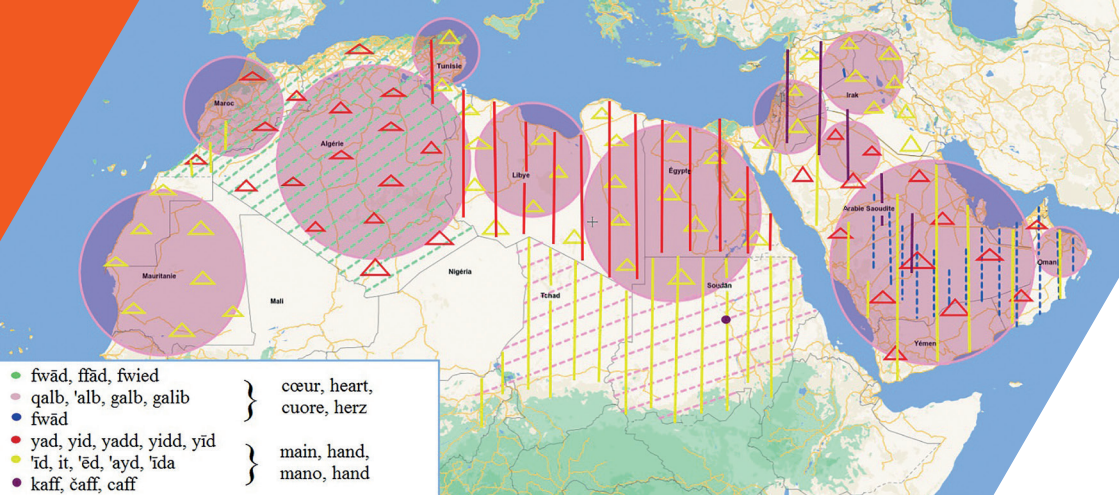 Tunisie
Maroc
Irak
Algérie
Libye
Égypte
Arabie Saoudite
Oman
Mauritanie
Mali
Nigéria
Tchad
Soudan
Yémen
fwād, ffād, fwied
qalb, 'alb, galb, galib
fwād
} cœur, heart,
cuore, herz
yad, yid, yadd, yidd, yīd
'īd, it, 'ēd, 'ayd, 'īda
kaff, čaff, caff
} main, hand,
mano, hand